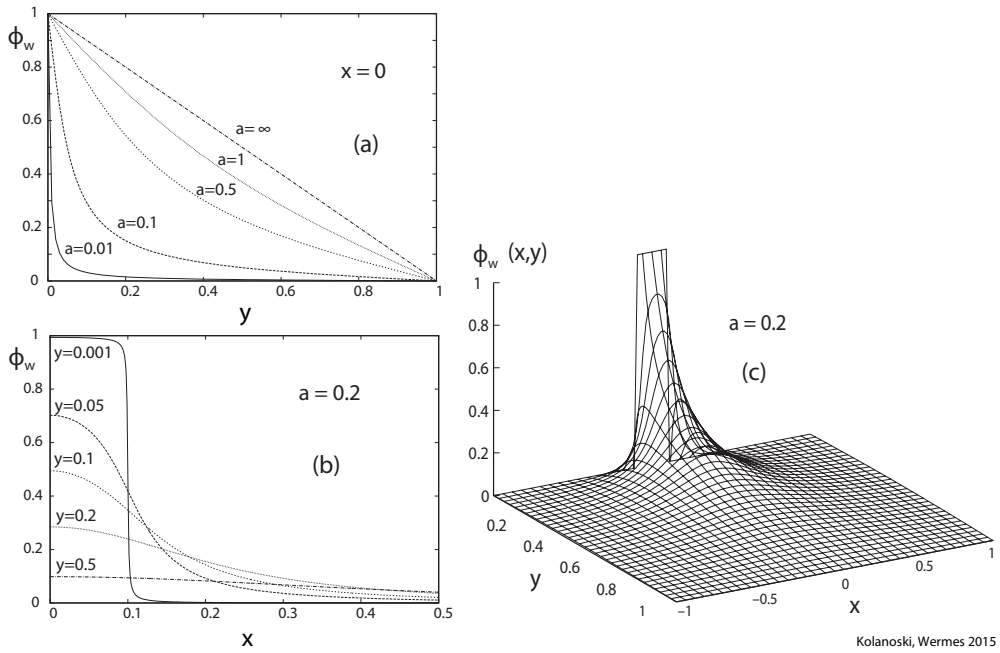 1
ϕw
0.8
0.6
0.4
0.2
0
x = 0
(a)
a= ∞
a=1
a=0.5
a=0.1
a=0.01
0 0.2 0.4 0.6 0.8 1
y
1
ϕw
0.8
0.6
0.4
0.2
0
y=0.001
y=0.05
y=0.1
y=0.2
y=0.5
a = 0.2
(b)
0 0.1 0.2 0.3 0.4 0.5
x
ϕw (x,y)
1
0.8
0.6
0.4
0.2
0
a = 0.2
(c)
0.2
0.4
0.6
0.8
1
y
−1 −0.5 0 0.5 1
x
Kolanoski, Wermes 2015